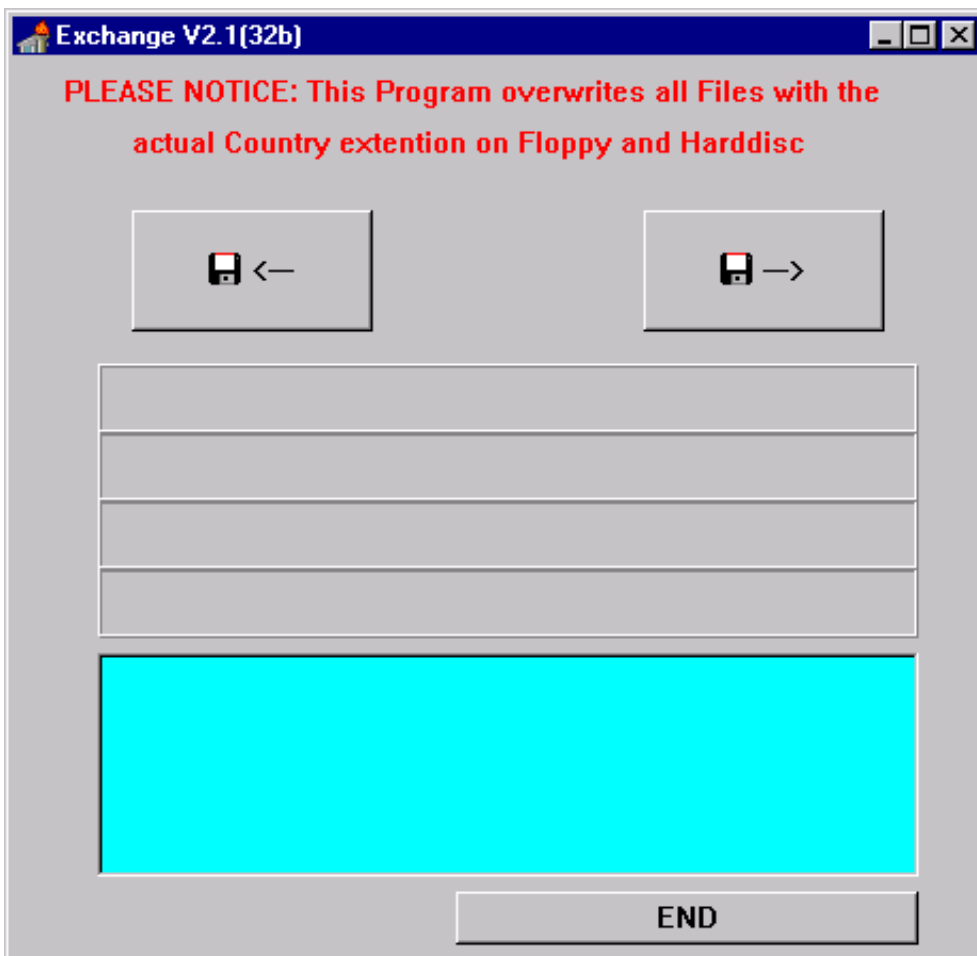 Exchange V2.1(32b)
PLEASE NOTICE: This Program overwrites all Files with the
actual Country extention on Floppy and Harddisc
<—
—>
END